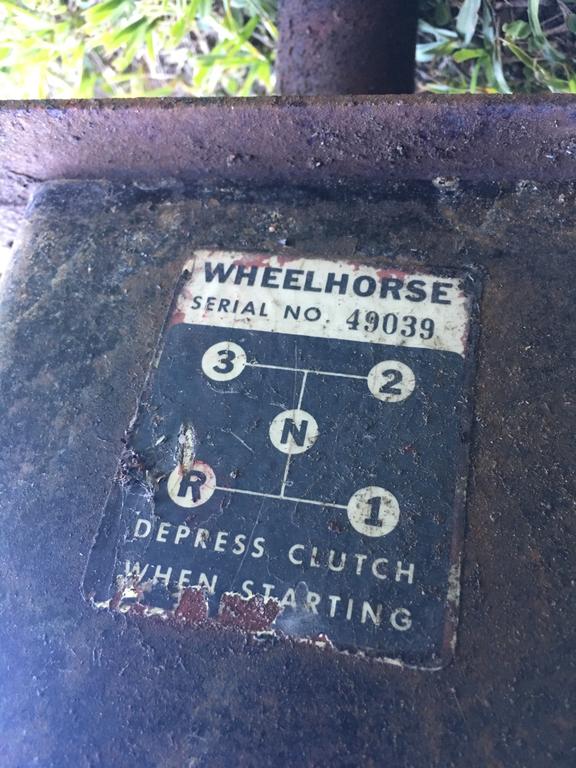 WHEELHORSE
SERIAL NO. 49039
3 2
N
R 1
DEPRESS CLUTCH
WHEN STARTING